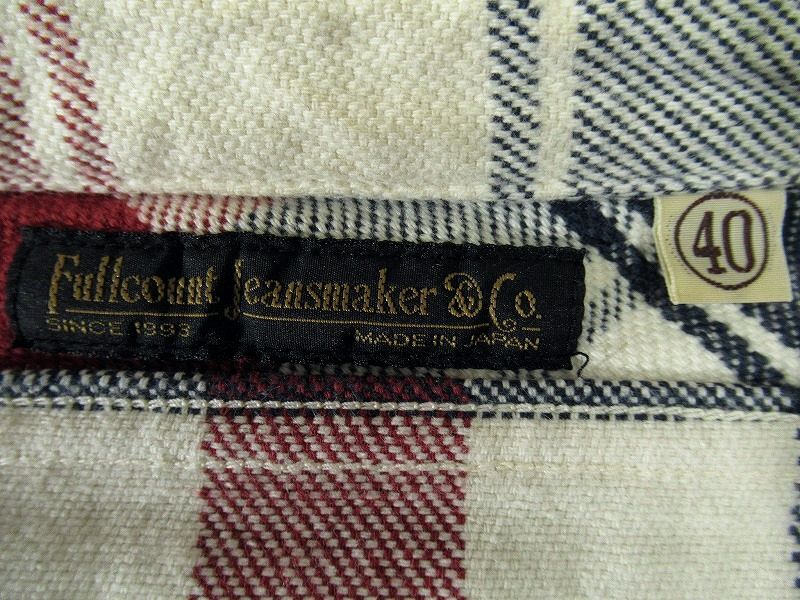 Fullcount Jeansmaker & Co.
SINCE 1993
MADE IN JAPAN
40